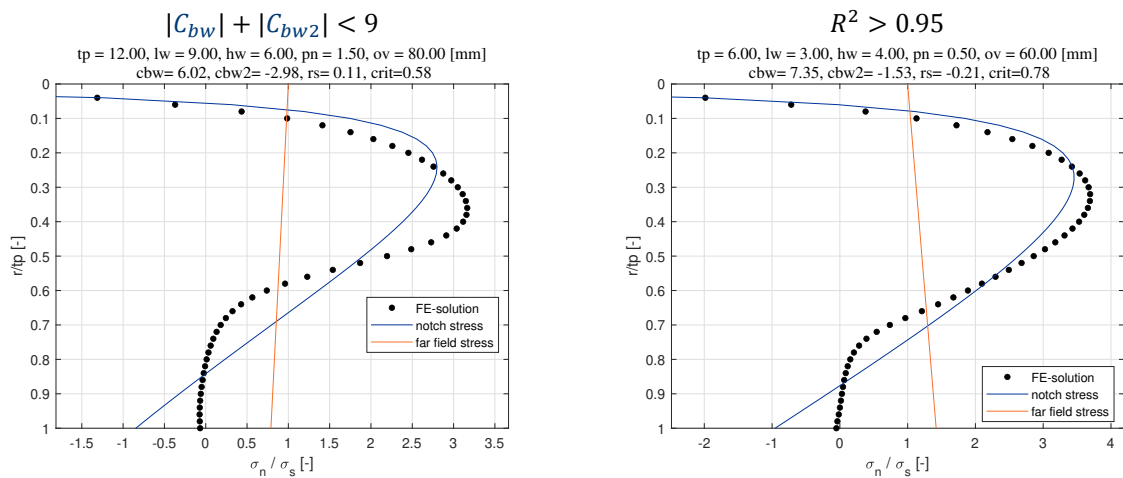 |C_bw| + |C_bw2| < 9
tp = 12.00, lw = 9.00, hw = 6.00, pn = 1.50, ov = 80.00 [mm]
cbw= 6.02, cbw2= -2.98, rs= 0.11, crit=0.58
0
0.1
0.2
0.3
0.4
0.5
0.6
0.7
0.8
0.9
1
r/tp [-]
FE-solution
notch stress
far field stress
-1.5 -1 -0.5 0 0.5 1 1.5 2 2.5 3 3.5
σ_n / σ_s [-]
R² > 0.95
tp = 6.00, lw = 3.00, hw = 4.00, pn = 0.50, ov = 60.00 [mm]
cbw= 7.35, cbw2= -1.53, rs= -0.21, crit=0.78
0
0.1
0.2
0.3
0.4
0.5
0.6
0.7
0.8
0.9
1
r/tp [-]
FE-solution
notch stress
far field stress
-2 -1 0 1 2 3 4
σ_n / σ_s [-]